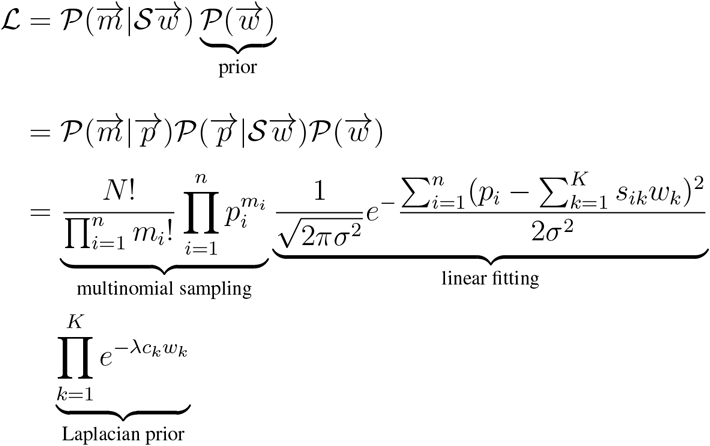 $\mathcal{L} = \mathcal{P}(\overrightarrow{m}|\mathcal{S}\overrightarrow{w}) \underbrace{\mathcal{P}(\overrightarrow{w})}_{\text{prior}}$
$= \mathcal{P}(\overrightarrow{m}|\overrightarrow{p})\mathcal{P}(\overrightarrow{p}|\mathcal{S}\overrightarrow{w})\mathcal{P}(\overrightarrow{w})$
$= \underbrace{\frac{N!}{\prod_{i=1}^{n} m_i!} \prod_{i=1}^{n} p_i^{m_i}}_{\text{multinomial sampling}} \underbrace{\frac{1}{\sqrt{2\pi\sigma^2}} e^{-} \frac{\sum_{i=1}^{n}(p_i - \sum_{k=1}^{K} s_{ik}w_k)^2}{2\sigma^2}}_{\text{linear fitting}}$
$\underbrace{\prod_{k=1}^{K} e^{-\lambda c_k w_k}}_{\text{Laplacian prior}}$